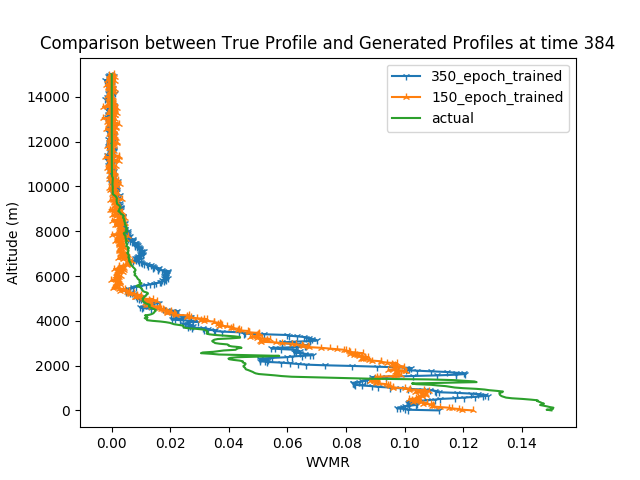 Comparison between True Profile and Generated Profiles at time 384
350_epoch_trained
150_epoch_trained
actual
14000
12000
10000
8000
6000
4000
2000
0
Altitude (m)
0.00 0.02 0.04 0.06 0.08 0.10 0.12 0.14
WVMR